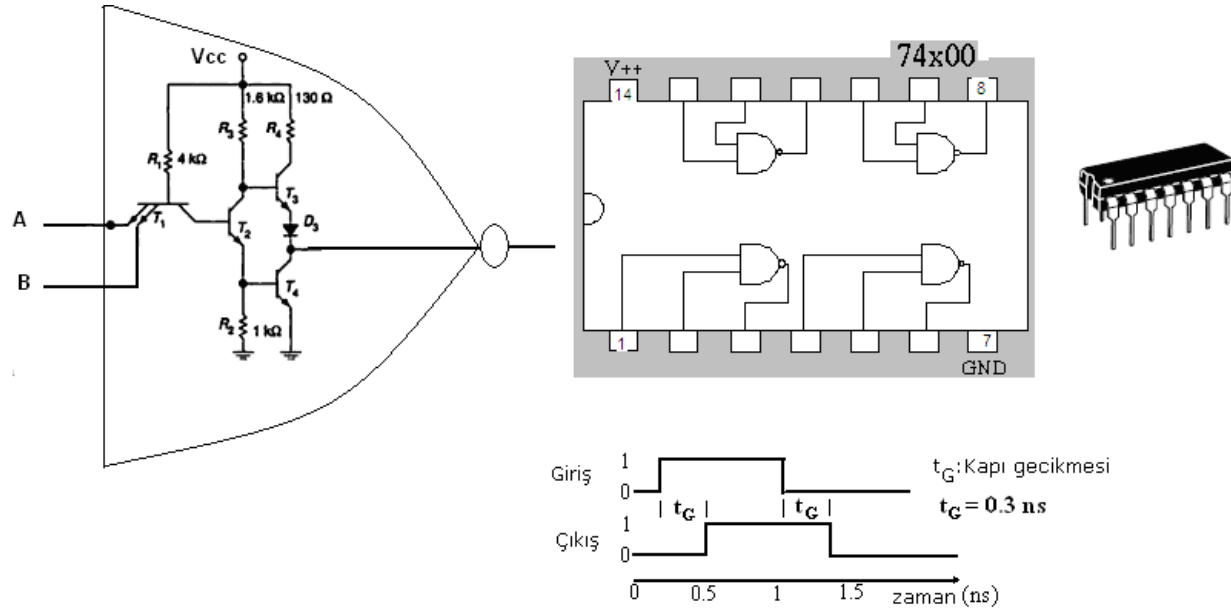 Vcc
1.6 kΩ 130 Ω
R3 R4
R1 4 kΩ
A
T1 T2 T3
D3
B
T4
R2 1 kΩ
74x00
V++
14 8
1 7
GND
Giriş 1
0
tG tG
tG:Kapı gecikmesi
tG = 0.3 ns
Çıkış 1
0
0 0.5 1 1.5 zaman (ns)